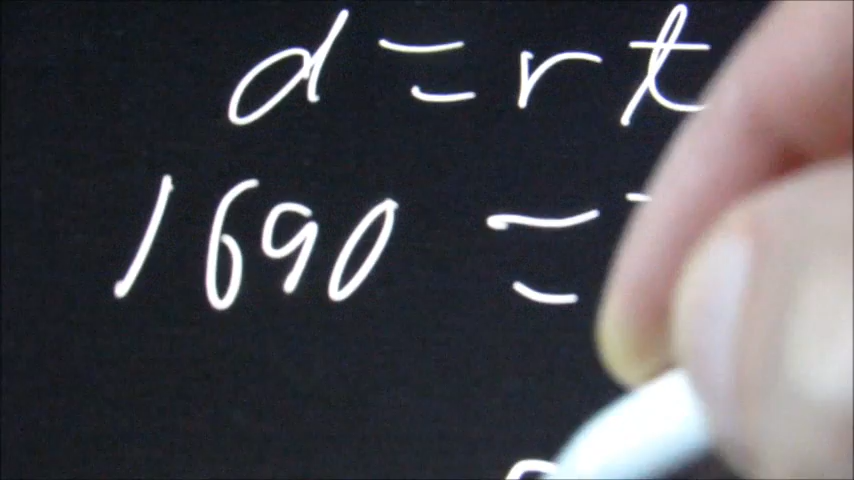 d = rt
1690 =